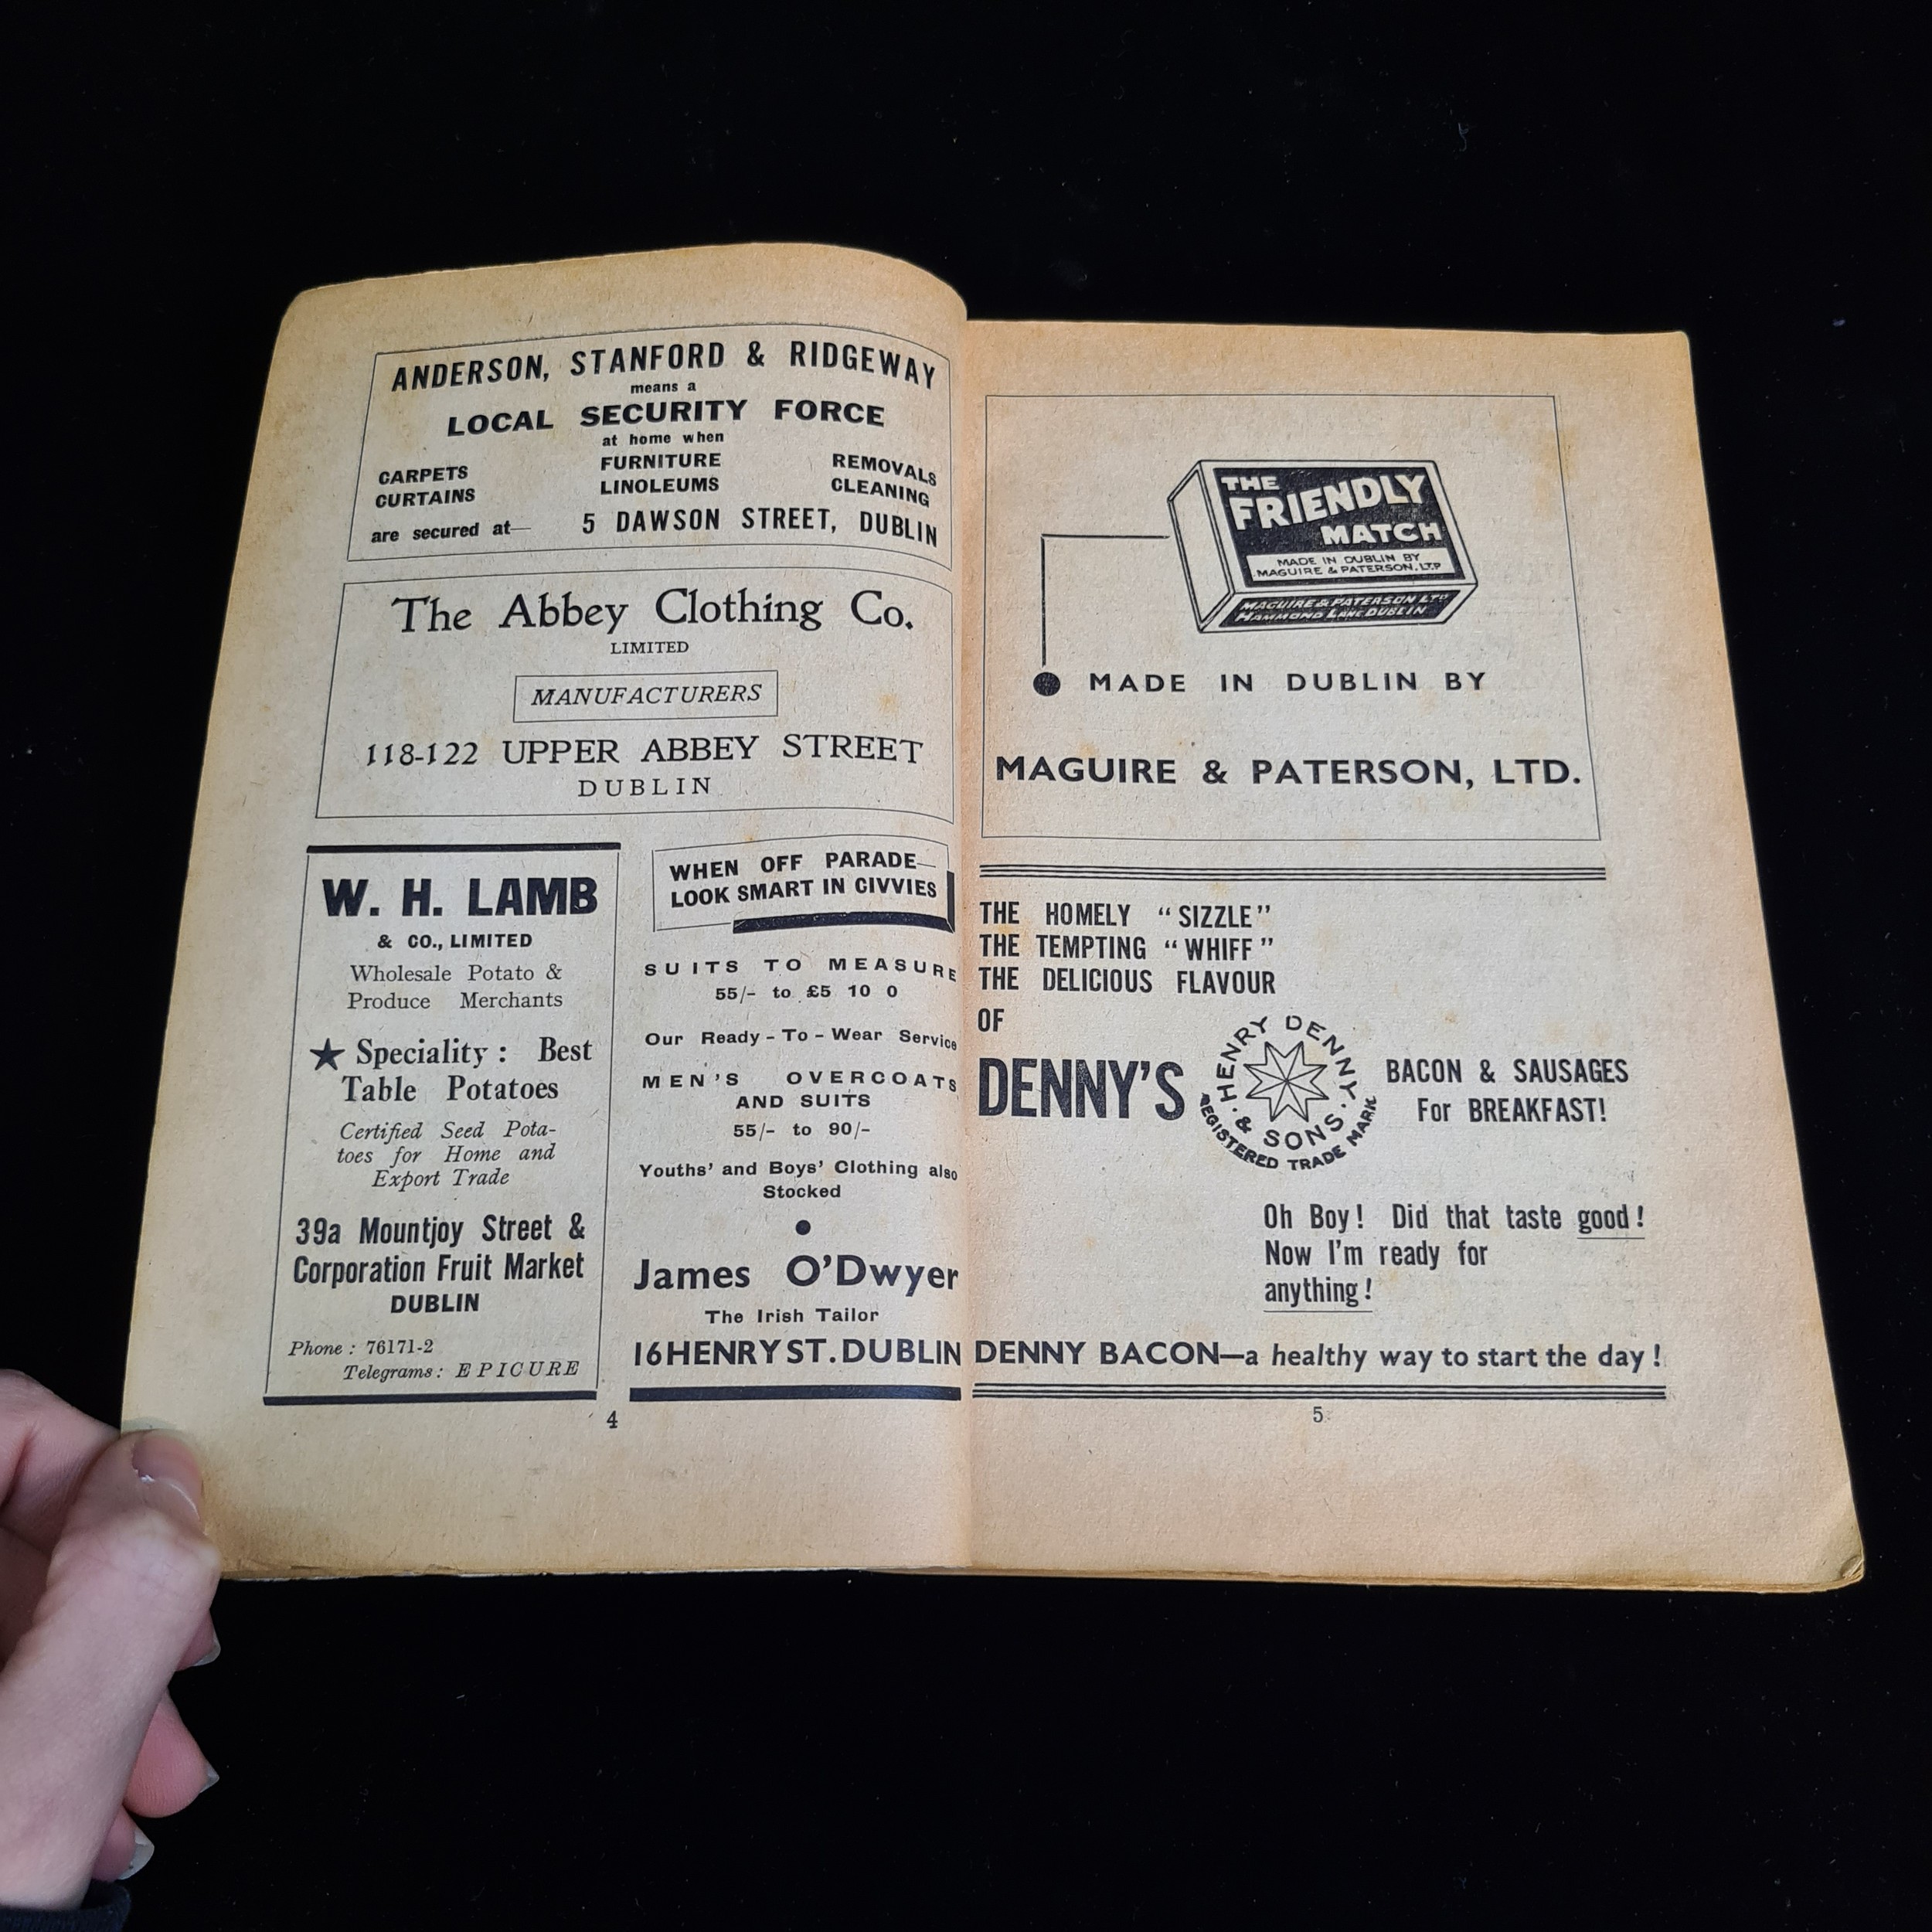 ANDERSON, STANFORD & RIDGEWAY
means a
LOCAL SECURITY FORCE
at home when
CARPETS FURNITURE REMOVALS
CURTAINS LINOLEUMS CLEANING
are secured at— 5 DAWSON STREET, DUBLIN
The Abbey Clothing Co.
LIMITED
MANUFACTURERS
118-122 UPPER ABBEY STREET
DUBLIN
W. H. LAMB
& CO., LIMITED
Wholesale Potato &
Produce Merchants
★ Speciality : Best
Table Potatoes
Certified Seed Pota-
toes for Home and
Export Trade
39a Mountjoy Street &
Corporation Fruit Market
DUBLIN
Phone : 76171-2
Telegrams : EPICURE
WHEN OFF PARADE—
LOOK SMART IN CIVVIES
SUITS TO MEASURE
55/- to £5 10 0
Our Ready - To - Wear Service
MEN'S OVERCOATS
AND SUITS
55/- to 90/-
Youths' and Boys' Clothing also
Stocked
●
James O'Dwyer
The Irish Tailor
16 HENRY ST. DUBLIN
4
THE
FRIENDLY
MATCH
MADE IN DUBLIN BY
MAGUIRE & PATERSON, LTD
MAGUIRE & PATERSON LTD
HAMMOND LANE DUBLIN
● MADE IN DUBLIN BY
MAGUIRE & PATERSON, LTD.
THE HOMELY “SIZZLE”
THE TEMPTING “WHIFF”
THE DELICIOUS FLAVOUR
OF
DENNY'S
HENRY DENNY
· & SONS ·
REGISTERED TRADE MARK
BACON & SAUSAGES
For BREAKFAST!
Oh Boy! Did that taste good!
Now I'm ready for
anything!
DENNY BACON—a healthy way to start the day!
5